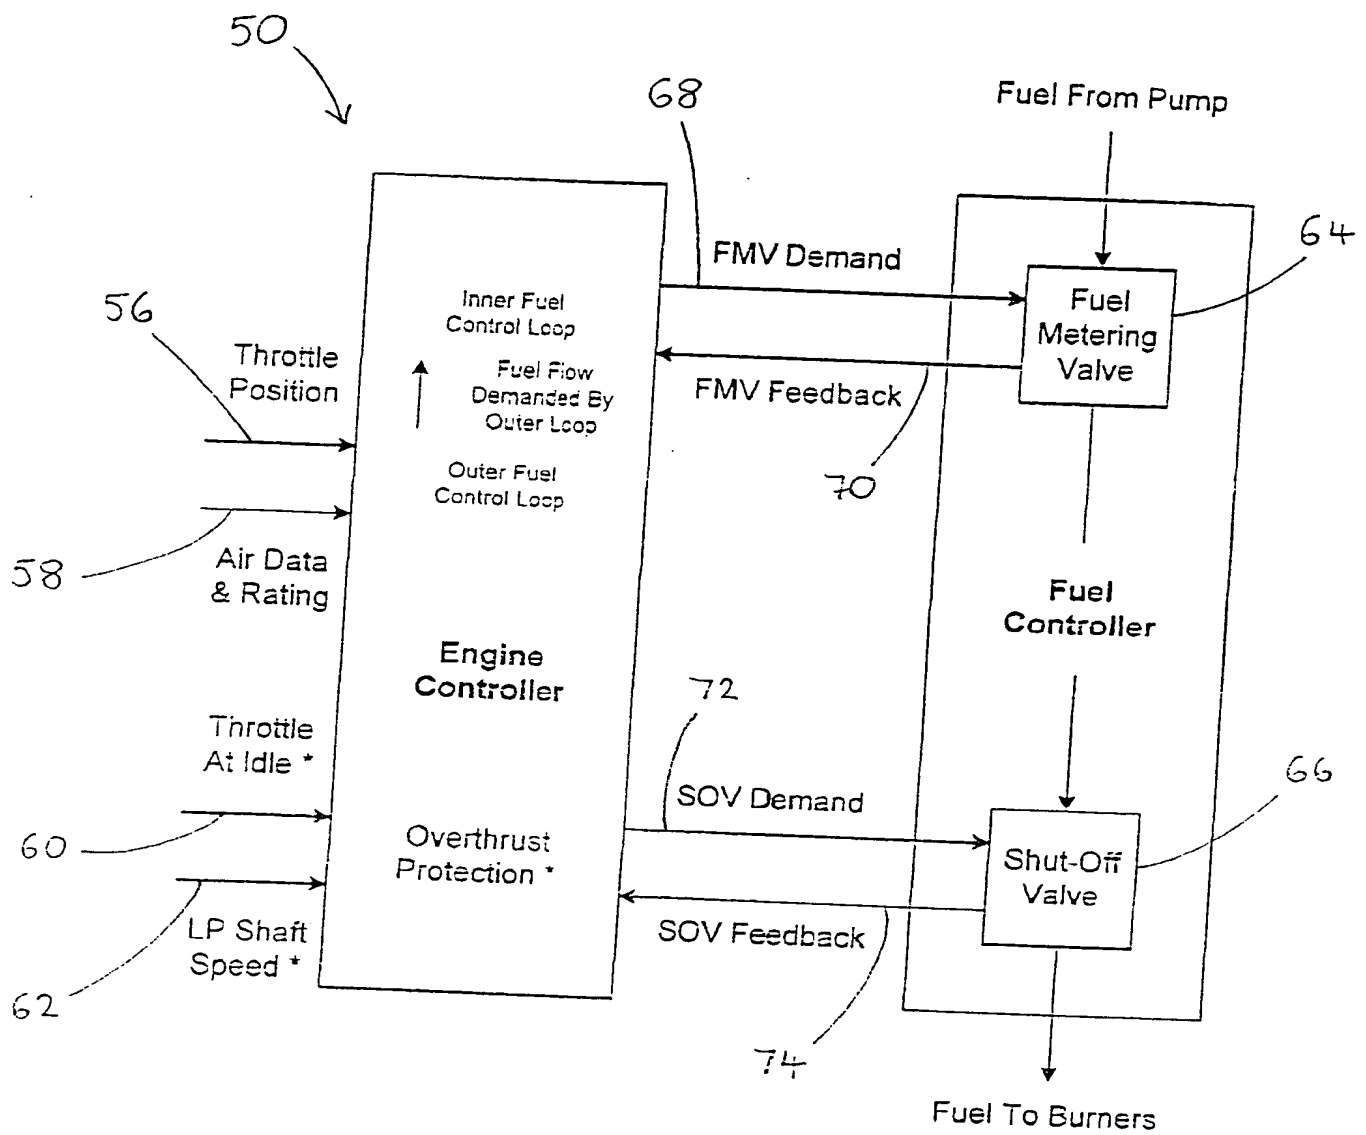 50
68
Fuel From Pump
64
FMV Demand
Fuel
Metering
Valve
Inner Fuel
Control Loop
56
Throttle
Position
Fuel Flow
Demanded By
Outer Loop
FMV Feedback
70
Outer Fuel
Control Loop
58
Air Data
& Rating
Fuel
Controller
Engine
Controller
72
Throttle
At Idle *
66
SOV Demand
60
Overthrust
Protection *
Shut-Off
Valve
LP Shaft
Speed *
SOV Feedback
62
74
Fuel To Burners